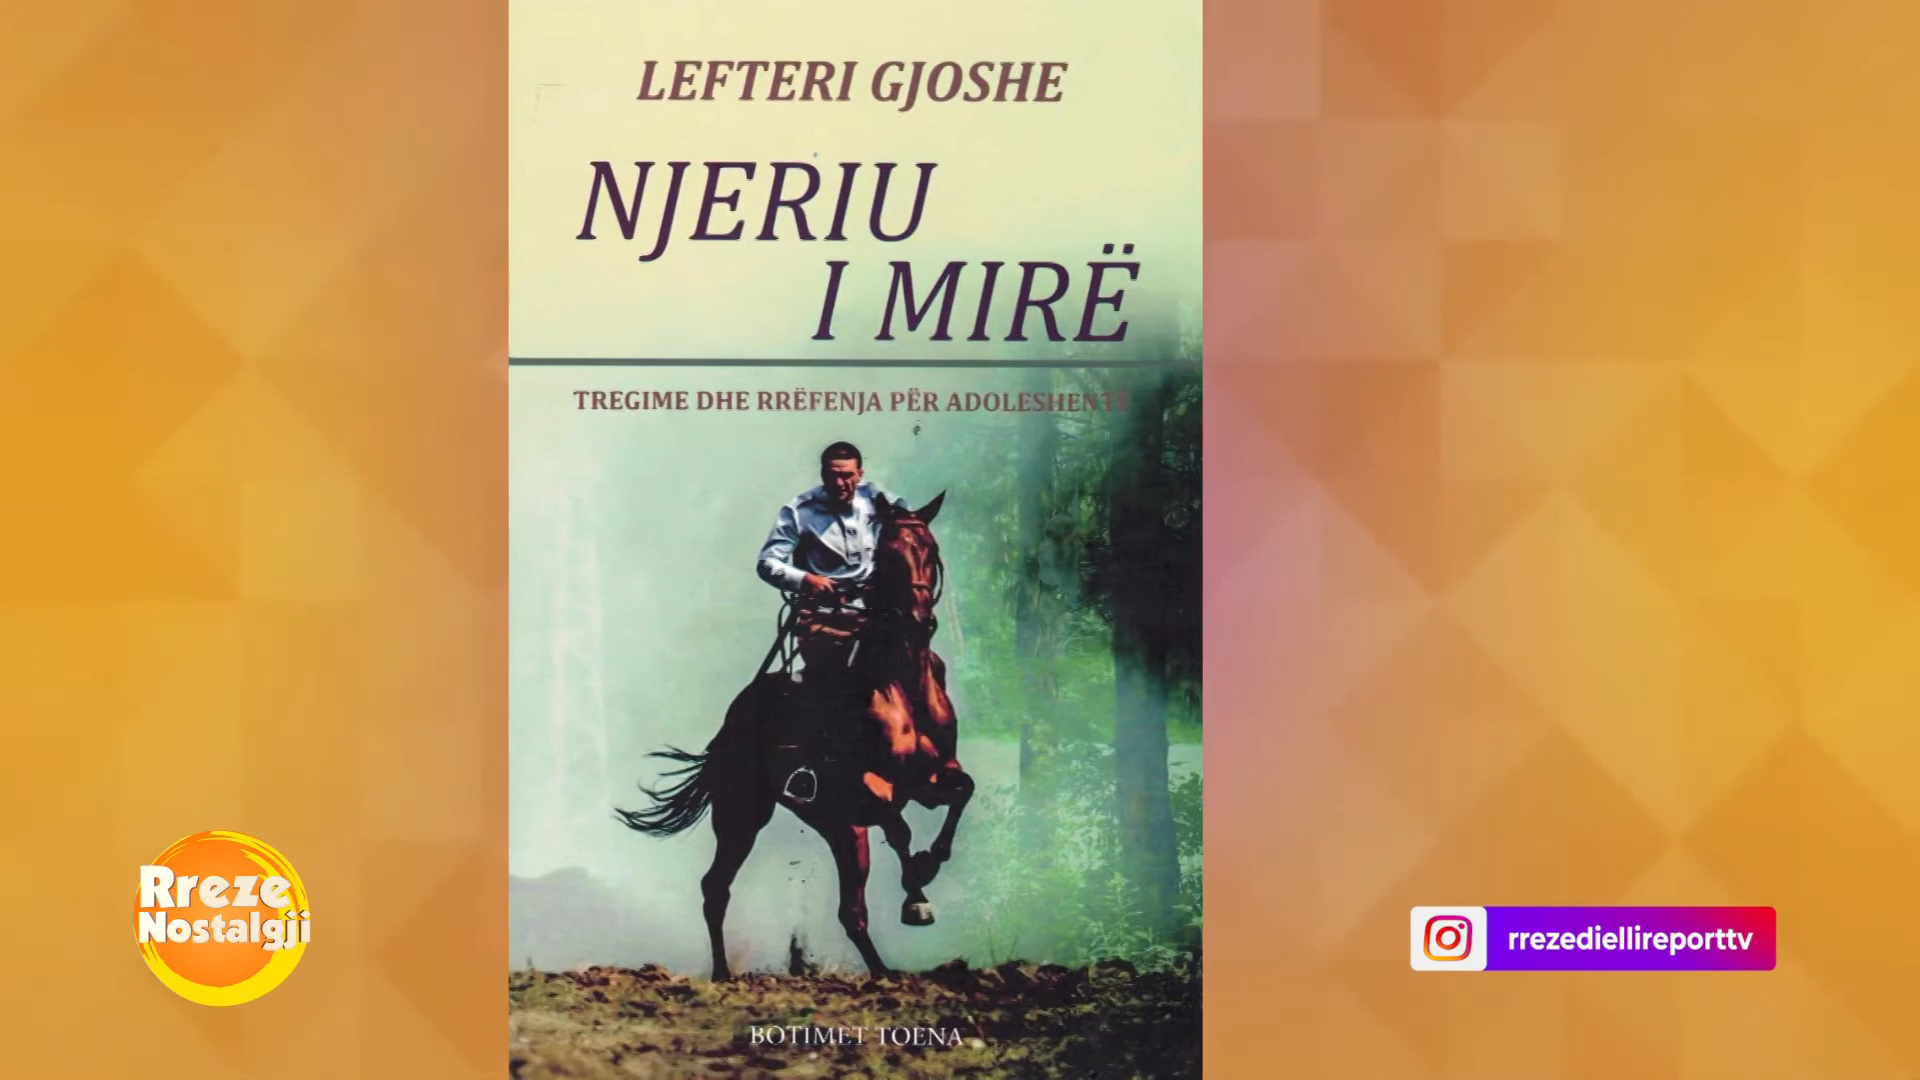 LEFTERI GJOSHE
NJERIU
I MIRË
TREGIME DHE RRËFENJA PËR ADOLESHENTË
BOTIMET TOENA
Rreze
Nostalgji
rrezediellireporttv